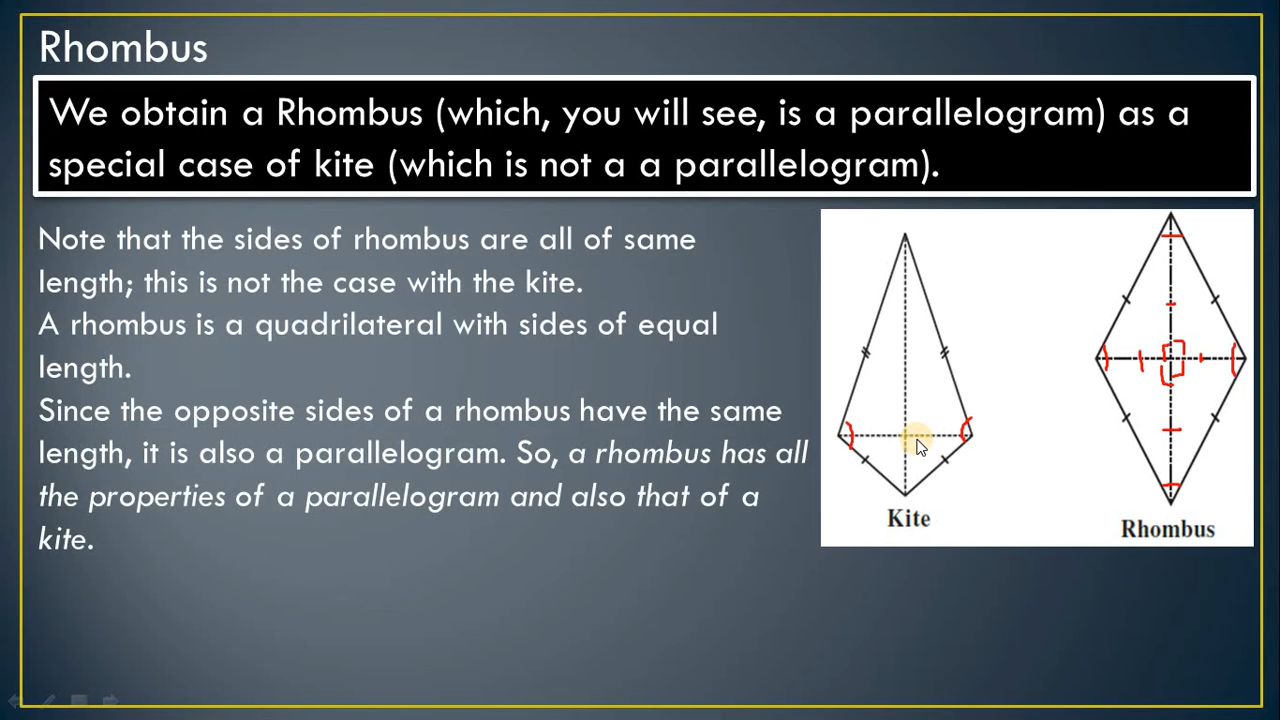 Rhombus
We obtain a Rhombus (which, you will see, is a parallelogram) as a
special case of kite (which is not a a parallelogram).
Note that the sides of rhombus are all of same
length; this is not the case with the kite.
A rhombus is a quadrilateral with sides of equal
length.
Since the opposite sides of a rhombus have the same
length, it is also a parallelogram. So, a rhombus has all
the properties of a parallelogram and also that of a
kite.
Kite
Rhombus